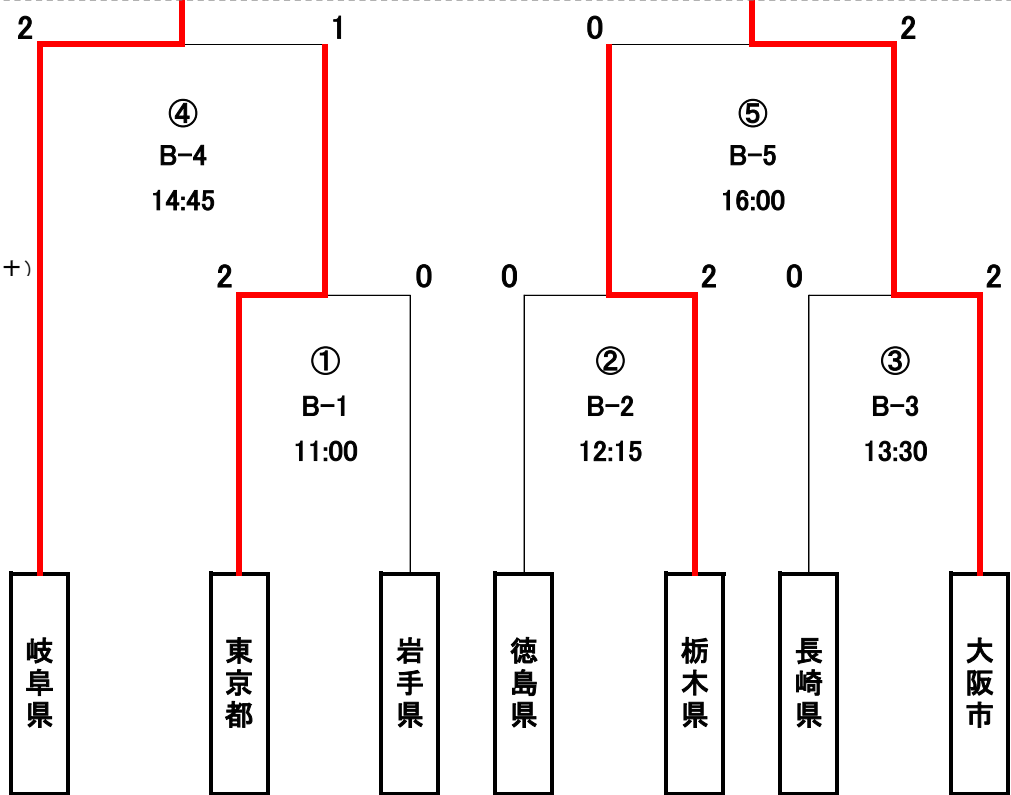 2 1 0 2
④ ⑤
B-4 B-5
14:45 16:00
+)
2 0 0 2 0 2
① ② ③
B-1 B-2 B-3
11:00 12:15 13:30
岐阜県
東京都
岩手県
徳島県
栃木県
長崎県
大阪市